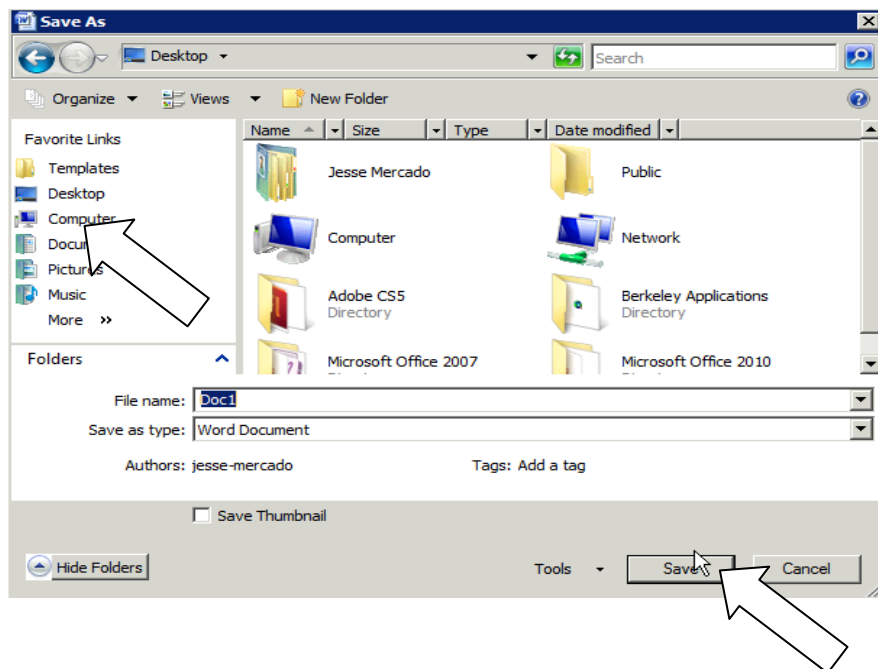 Save As
Desktop
Search
Organize Views New Folder
Favorite Links
Templates
Desktop
Computer
Pictures
Music
More »
Folders
Name Size Type Date modified
Jesse Mercado Public
Computer Network
Adobe CS5 Berkeley Applications
Directory Directory
Microsoft Office 2007 Microsoft Office 2010
File name: Doc1
Save as type: Word Document
Authors: jesse-mercado Tags: Add a tag
Save Thumbnail
Hide Folders Tools Save Cancel